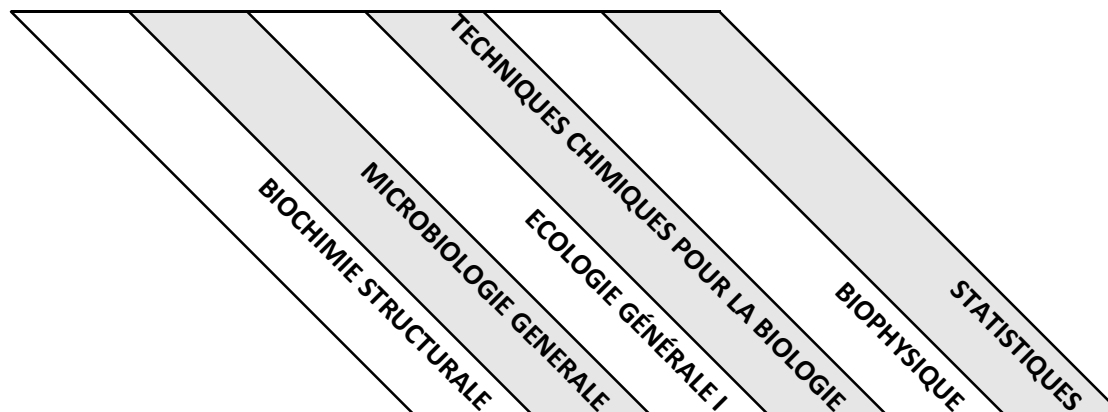 BIOCHIMIE STRUCTURALE
MICROBIOLOGIE GENERALE
ECOLOGIE GÉNÉRALE I
TECHNIQUES CHIMIQUES POUR LA BIOLOGIE
BIOPHYSIQUE
STATISTIQUES